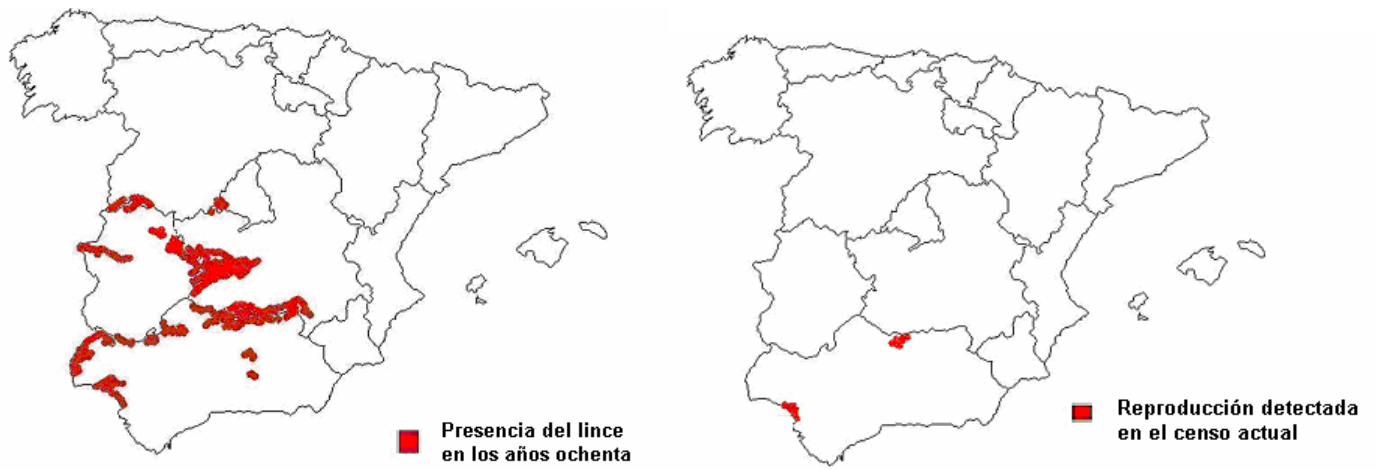 Presencia del lince
en los años ochenta
Reproducción detectada
en el censo actual